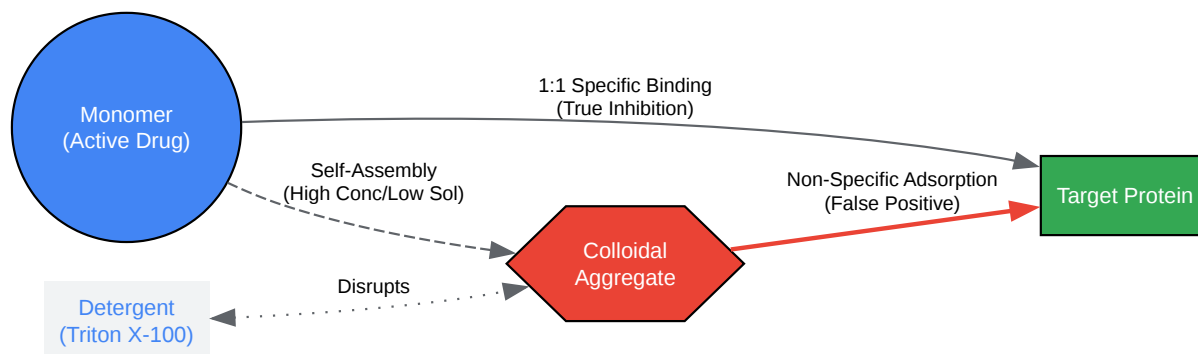 Monomer
(Active Drug)
1:1 Specific Binding
(True Inhibition)
Self-Assembly
(High Conc/Low Sol)
Non-Specific Adsorption
(False Positive)
Target Protein
Colloidal
Aggregate
Disrupts
Detergent
(Triton X-100)